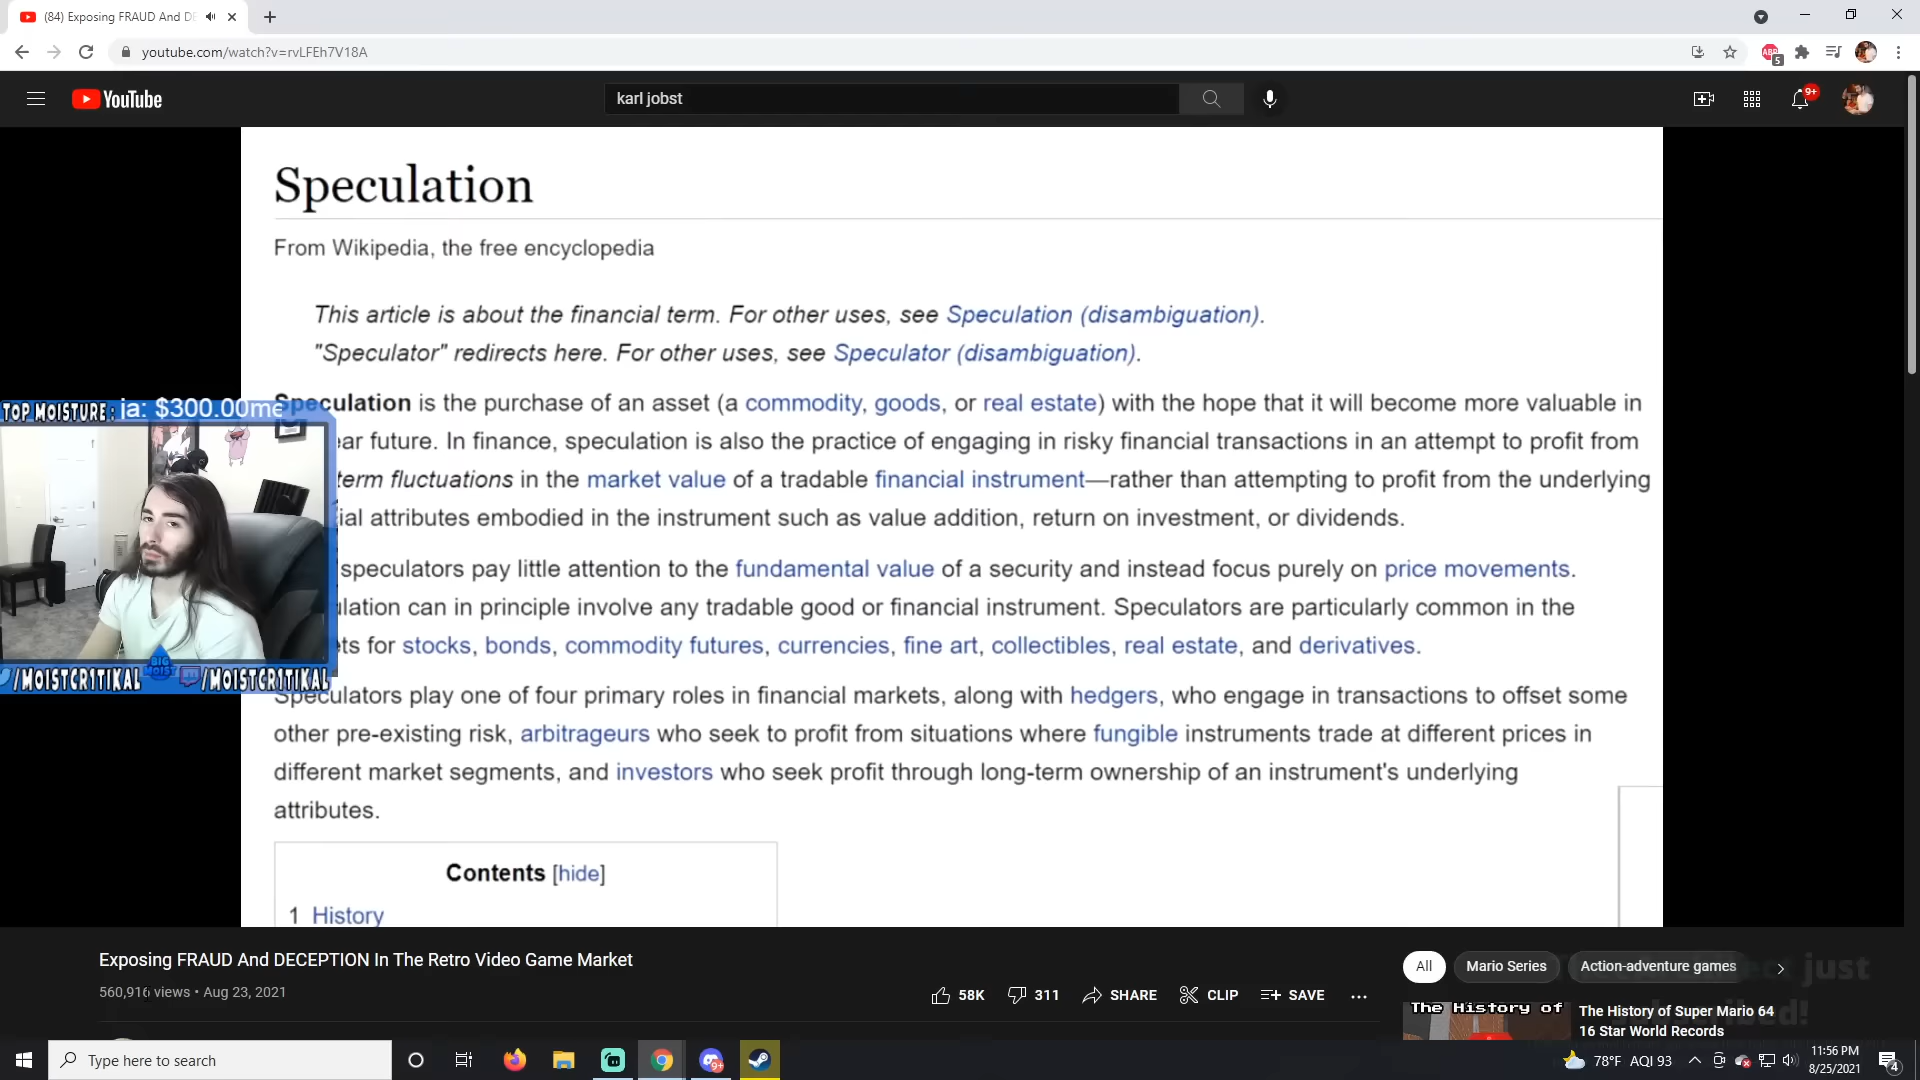 (84) Exposing FRAUD And DE
youtube.com/watch?v=rvLFEh7V18A
ABP
5
YouTube
karl jobst
9+
Speculation
From Wikipedia, the free encyclopedia
This article is about the financial term. For other uses, see Speculation (disambiguation).
"Speculator" redirects here. For other uses, see Speculator (disambiguation).
Speculation is the purchase of an asset (a commodity, goods, or real estate) with the hope that it will become more valuable in
ar future. In finance, speculation is also the practice of engaging in risky financial transactions in an attempt to profit from
term fluctuations in the market value of a tradable financial instrument—rather than attempting to profit from the underlying
ial attributes embodied in the instrument such as value addition, return on investment, or dividends.
speculators pay little attention to the fundamental value of a security and instead focus purely on price movements.
lation can in principle involve any tradable good or financial instrument. Speculators are particularly common in the
ts for stocks, bonds, commodity futures, currencies, fine art, collectibles, real estate, and derivatives.
Speculators play one of four primary roles in financial markets, along with hedgers, who engage in transactions to offset some
other pre-existing risk, arbitrageurs who seek to profit from situations where fungible instruments trade at different prices in
different market segments, and investors who seek profit through long-term ownership of an instrument's underlying
attributes.
Contents [hide]
1 History
TOP MOISTURE: ia: $300.00me
BIG
MOIST
/MOISTCR1TIKAL /MOISTCR1TIKAL
Exposing FRAUD And DECEPTION In The Retro Video Game Market
560,916 views • Aug 23, 2021
58K 311 SHARE CLIP SAVE
All Mario Series Action-adventure games
just
subscribed!
The History of
The History of Super Mario 64
16 Star World Records
Type here to search
9+
78°F AQI 93
11:56 PM
8/25/2021
4